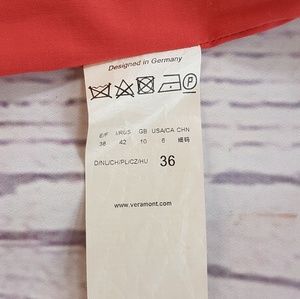 Designed in Germany
P
E/F I/RUS GB USA/CA CHN
38 42 10 6 细码
D/NL/CH/PL/CZ/HU 36
www.veramont.com